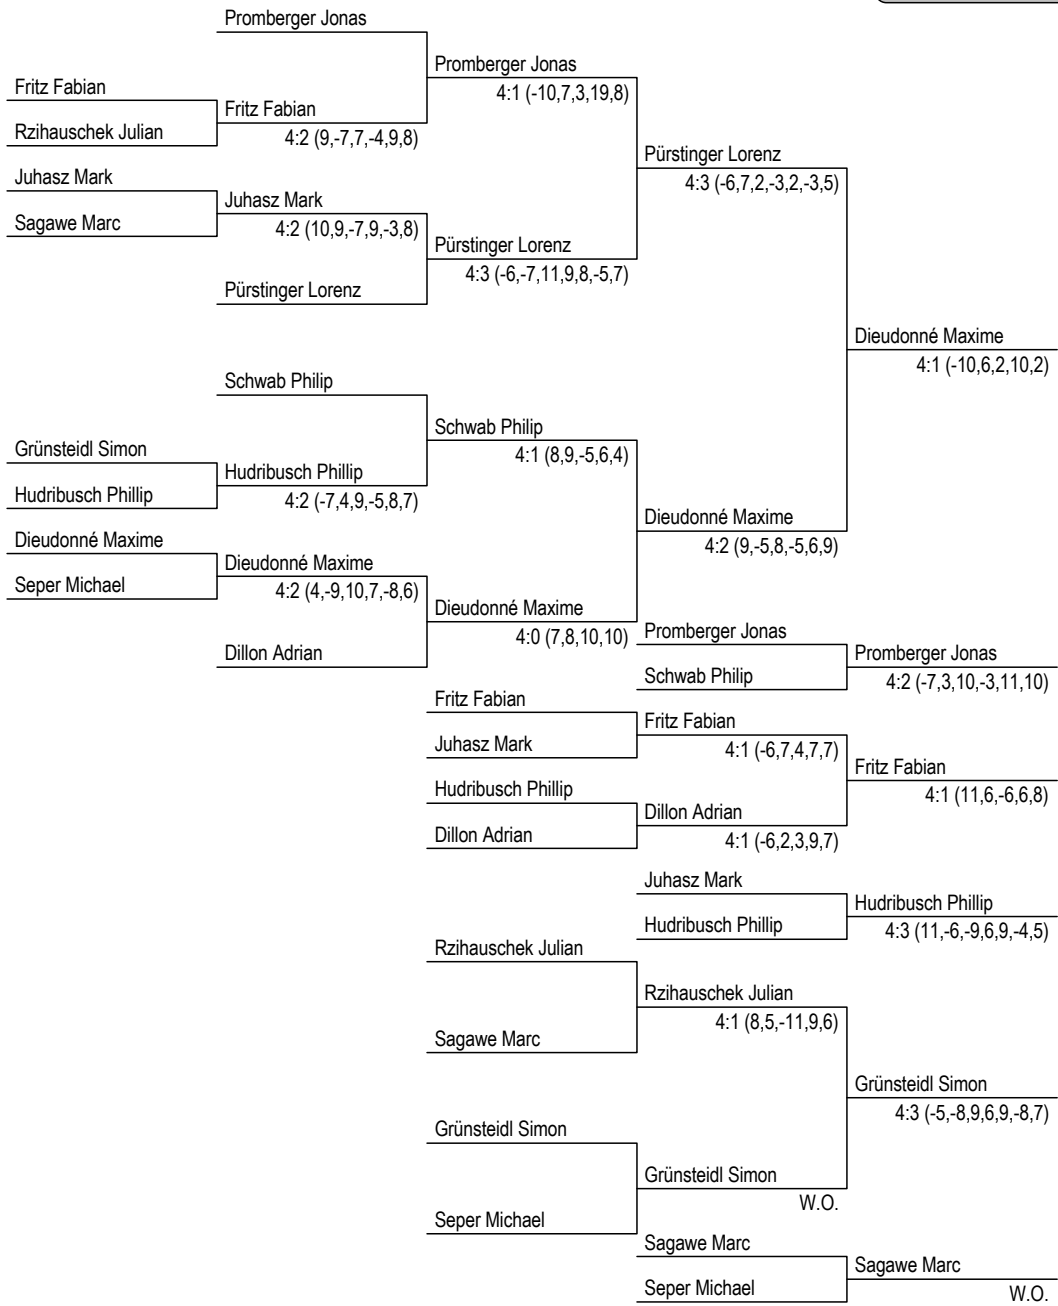 Promberger Jonas
Promberger Jonas
4:1 (-10,7,3,19,8)
Fritz Fabian
Fritz Fabian
4:2 (9,-7,7,-4,9,8)
Rzihauschek Julian
Pürstinger Lorenz
4:3 (-6,7,2,-3,2,-3,5)
Juhasz Mark
Juhasz Mark
4:2 (10,9,-7,9,-3,8)
Sagawe Marc
Pürstinger Lorenz
4:3 (-6,-7,11,9,8,-5,7)
Pürstinger Lorenz
Dieudonné Maxime
4:1 (-10,6,2,10,2)
Schwab Philip
Schwab Philip
4:1 (8,9,-5,6,4)
Grünsteidl Simon
Hudribusch Phillip
4:2 (-7,4,9,-5,8,7)
Hudribusch Phillip
Dieudonné Maxime
4:2 (9,-5,8,-5,6,9)
Dieudonné Maxime
Dieudonné Maxime
4:2 (4,-9,10,7,-8,6)
Seper Michael
Dieudonné Maxime
4:0 (7,8,10,10)
Dillon Adrian
Promberger Jonas
Promberger Jonas
4:2 (-7,3,10,-3,11,10)
Schwab Philip
Fritz Fabian
Fritz Fabian
4:1 (-6,7,4,7,7)
Juhasz Mark
Fritz Fabian
4:1 (11,6,-6,6,8)
Hudribusch Phillip
Dillon Adrian
4:1 (-6,2,3,9,7)
Dillon Adrian
Juhasz Mark
Hudribusch Phillip
4:3 (11,-6,-9,6,9,-4,5)
Hudribusch Phillip
Rzihauschek Julian
Rzihauschek Julian
4:1 (8,5,-11,9,6)
Sagawe Marc
Grünsteidl Simon
4:3 (-5,-8,9,6,9,-8,7)
Grünsteidl Simon
Grünsteidl Simon
W.O.
Seper Michael
Sagawe Marc
Sagawe Marc
W.O.
Seper Michael